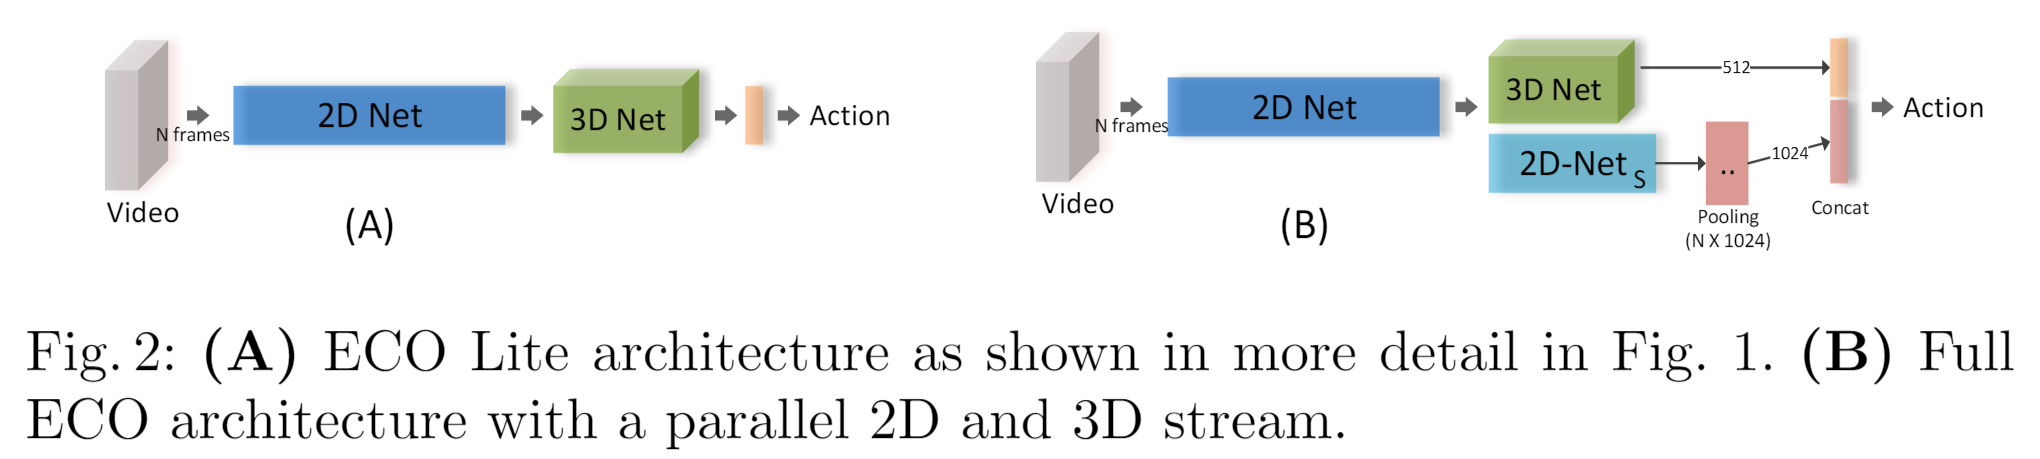 N frames
2D Net
3D Net
Action
Video
(A)
N frames
2D Net
3D Net
512
2D-Net S
..
1024
Action
Video
(B)
Pooling
(N X 1024)
Concat
Fig. 2: (A) ECO Lite architecture as shown in more detail in Fig. 1. (B) Full
ECO architecture with a parallel 2D and 3D stream.